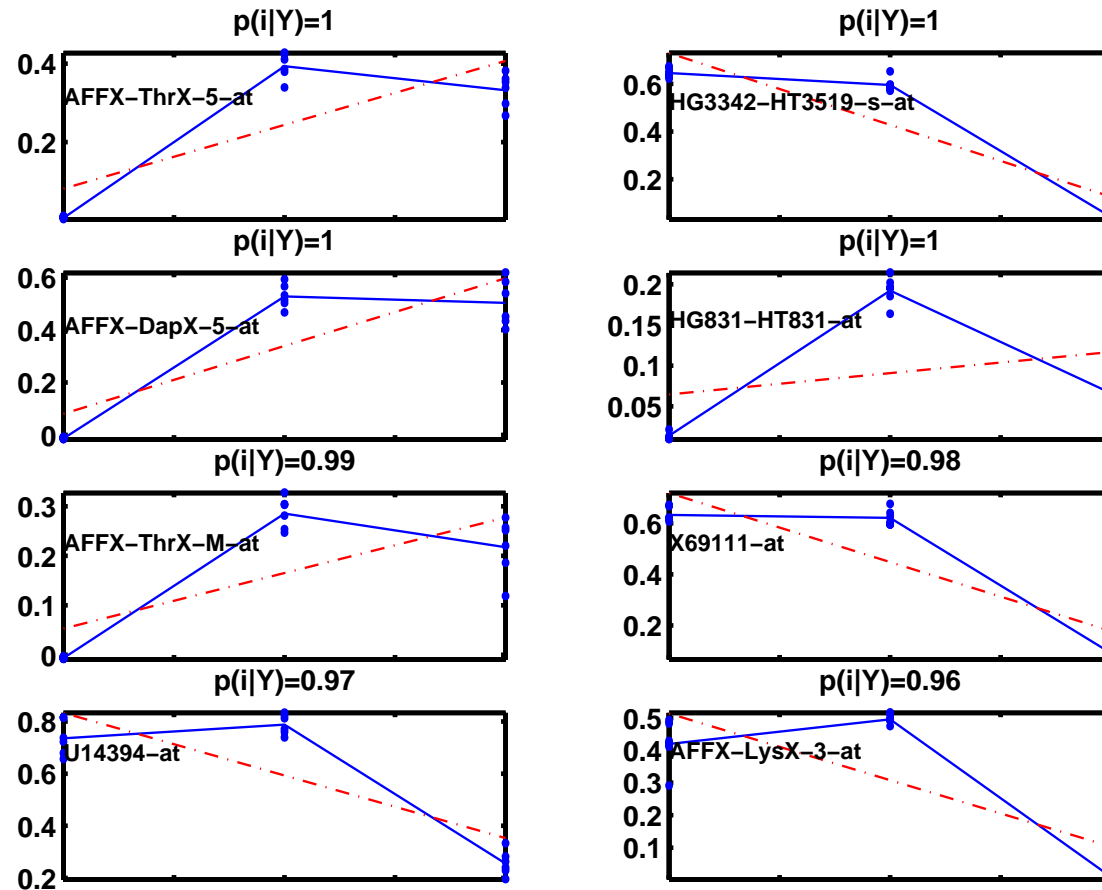 p(i|Y)=1
0.4
AFFX−ThrX−5−at
0.2
p(i|Y)=1
0.6
HG3342−HT3519−s−at
0.4
0.2
p(i|Y)=1
0.6
AFFX−DapX−5−at
0.4
0.2
0
p(i|Y)=1
0.2
HG831−HT831−at
0.15
0.1
0.05
p(i|Y)=0.99
0.3
AFFX−ThrX−M−at
0.2
0.1
0
p(i|Y)=0.98
0.6
X69111−at
0.4
0.2
p(i|Y)=0.97
0.8
U14394−at
0.6
0.4
0.2
p(i|Y)=0.96
0.5
AFFX−LysX−3−at
0.4
0.3
0.2
0.1